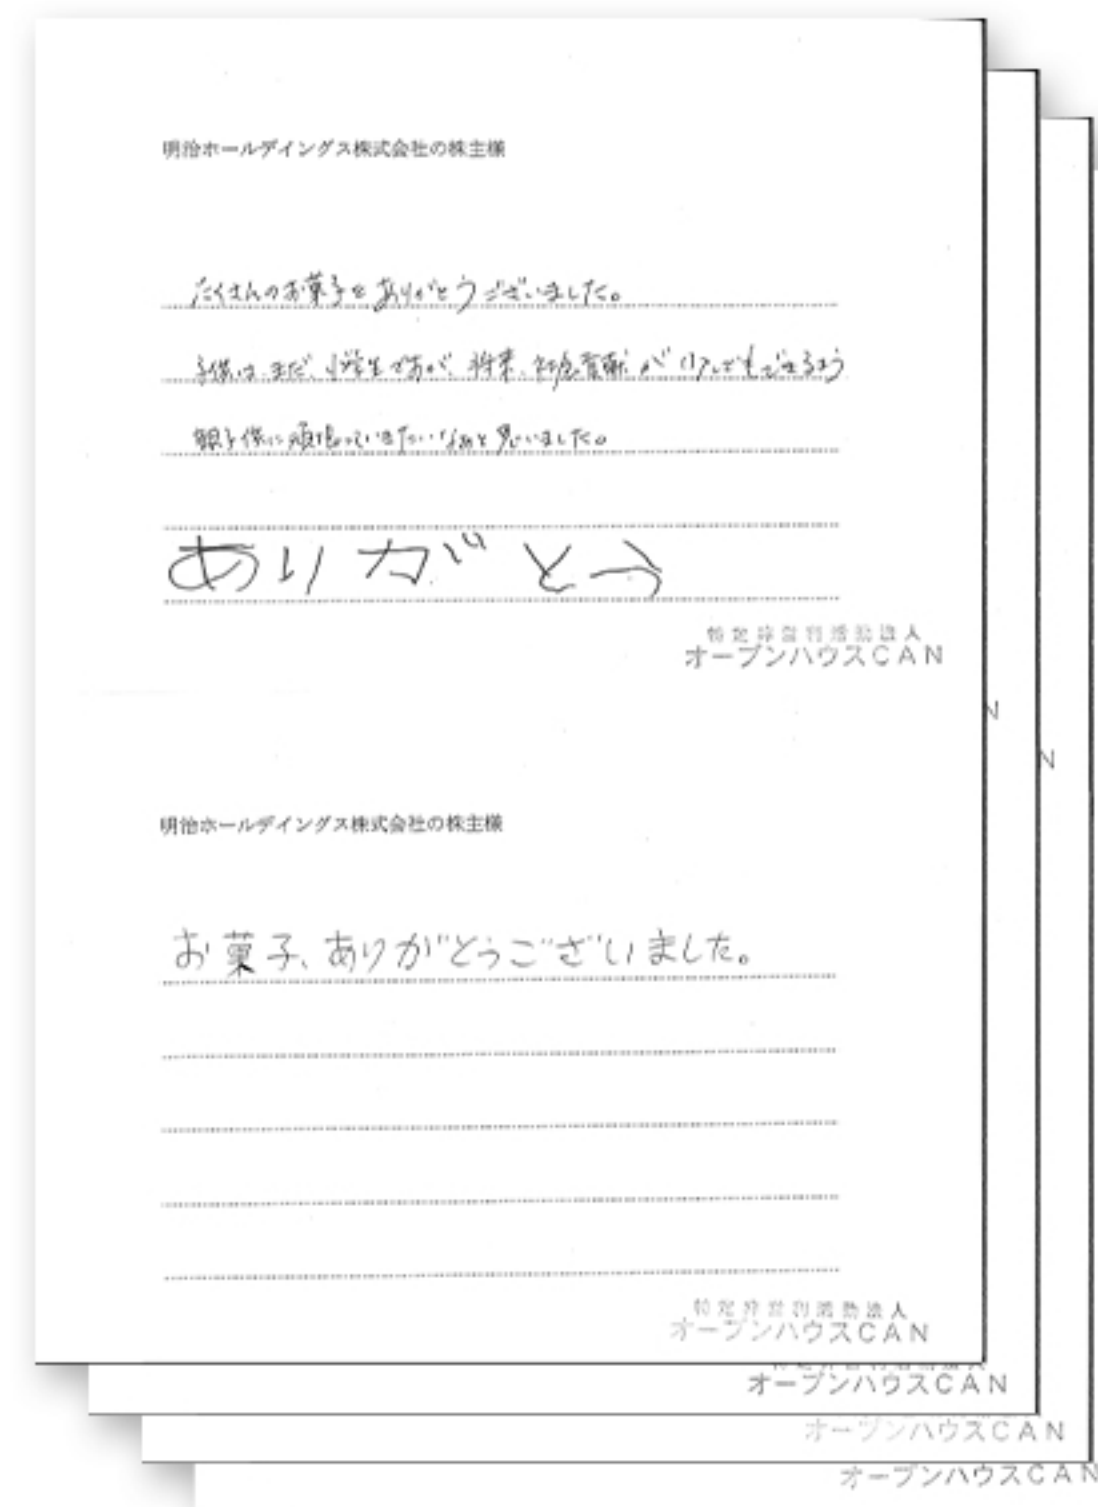 明治ホールデイングス株式会社の株主様
たくさんのお菓子をありがとうございました。
子供は、まだ、小学生ですが、将来、社会貢献が1つでもできるよう
親子供に頑張っていきたいなぁと思いました。
ありがとう
特定非営利活動法人
オープンハウスCAN
N
N
明治ホールデイングス株式会社の株主様
お菓子、ありがとうございました。
特定非営利活動法人
オープンハウスCAN
オープンハウスCAN
オープンハウスCAN
オープンハウスCAN